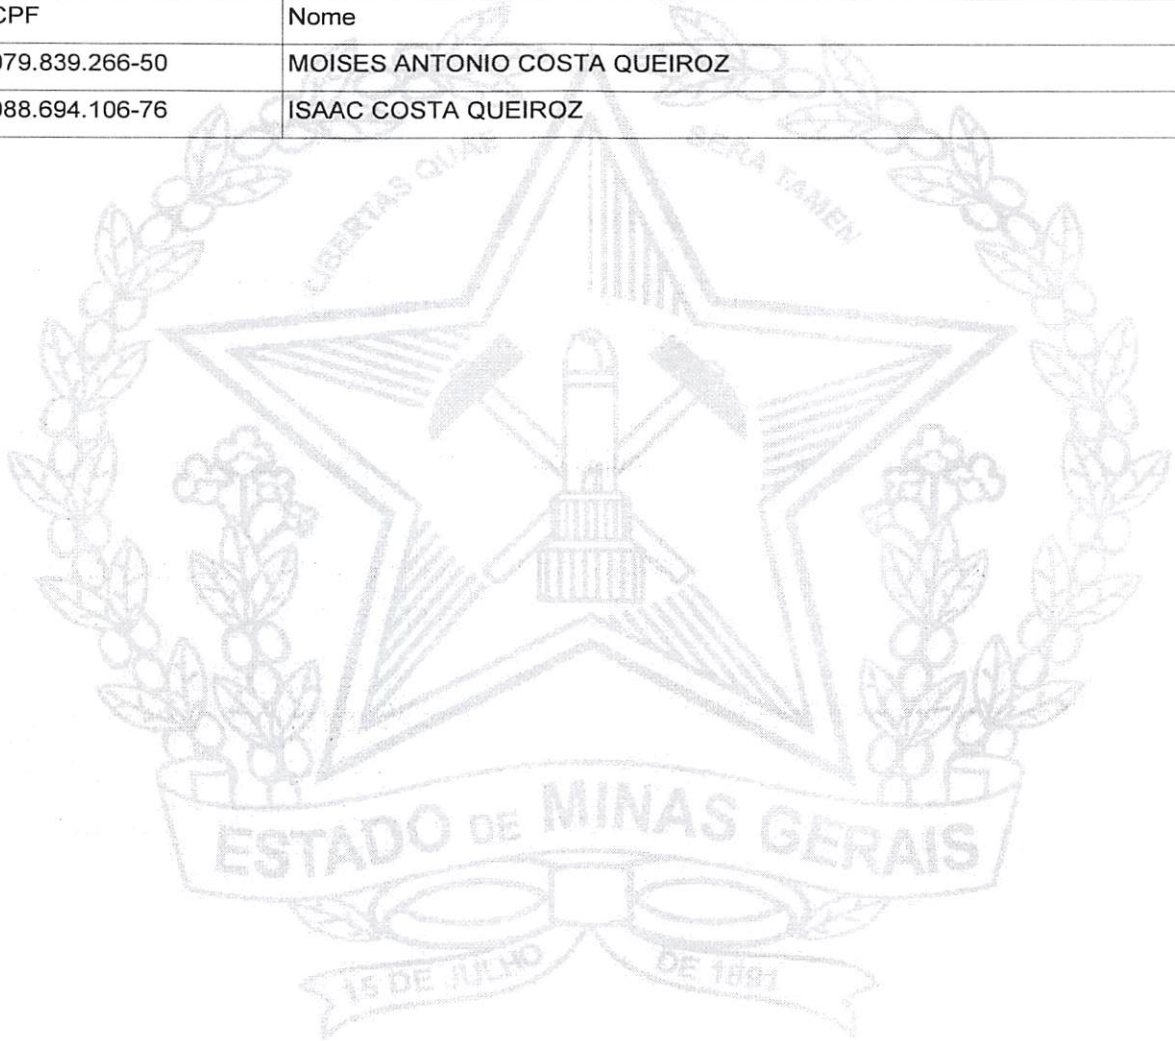 CPF Nome
079.839.266-50 MOISES ANTONIO COSTA QUEIROZ
088.694.106-76 ISAAC COSTA QUEIROZ
LIBERTAS QUAE SERA TAMEN
ESTADO DE MINAS GERAIS
15 DE JULHO DE 1891